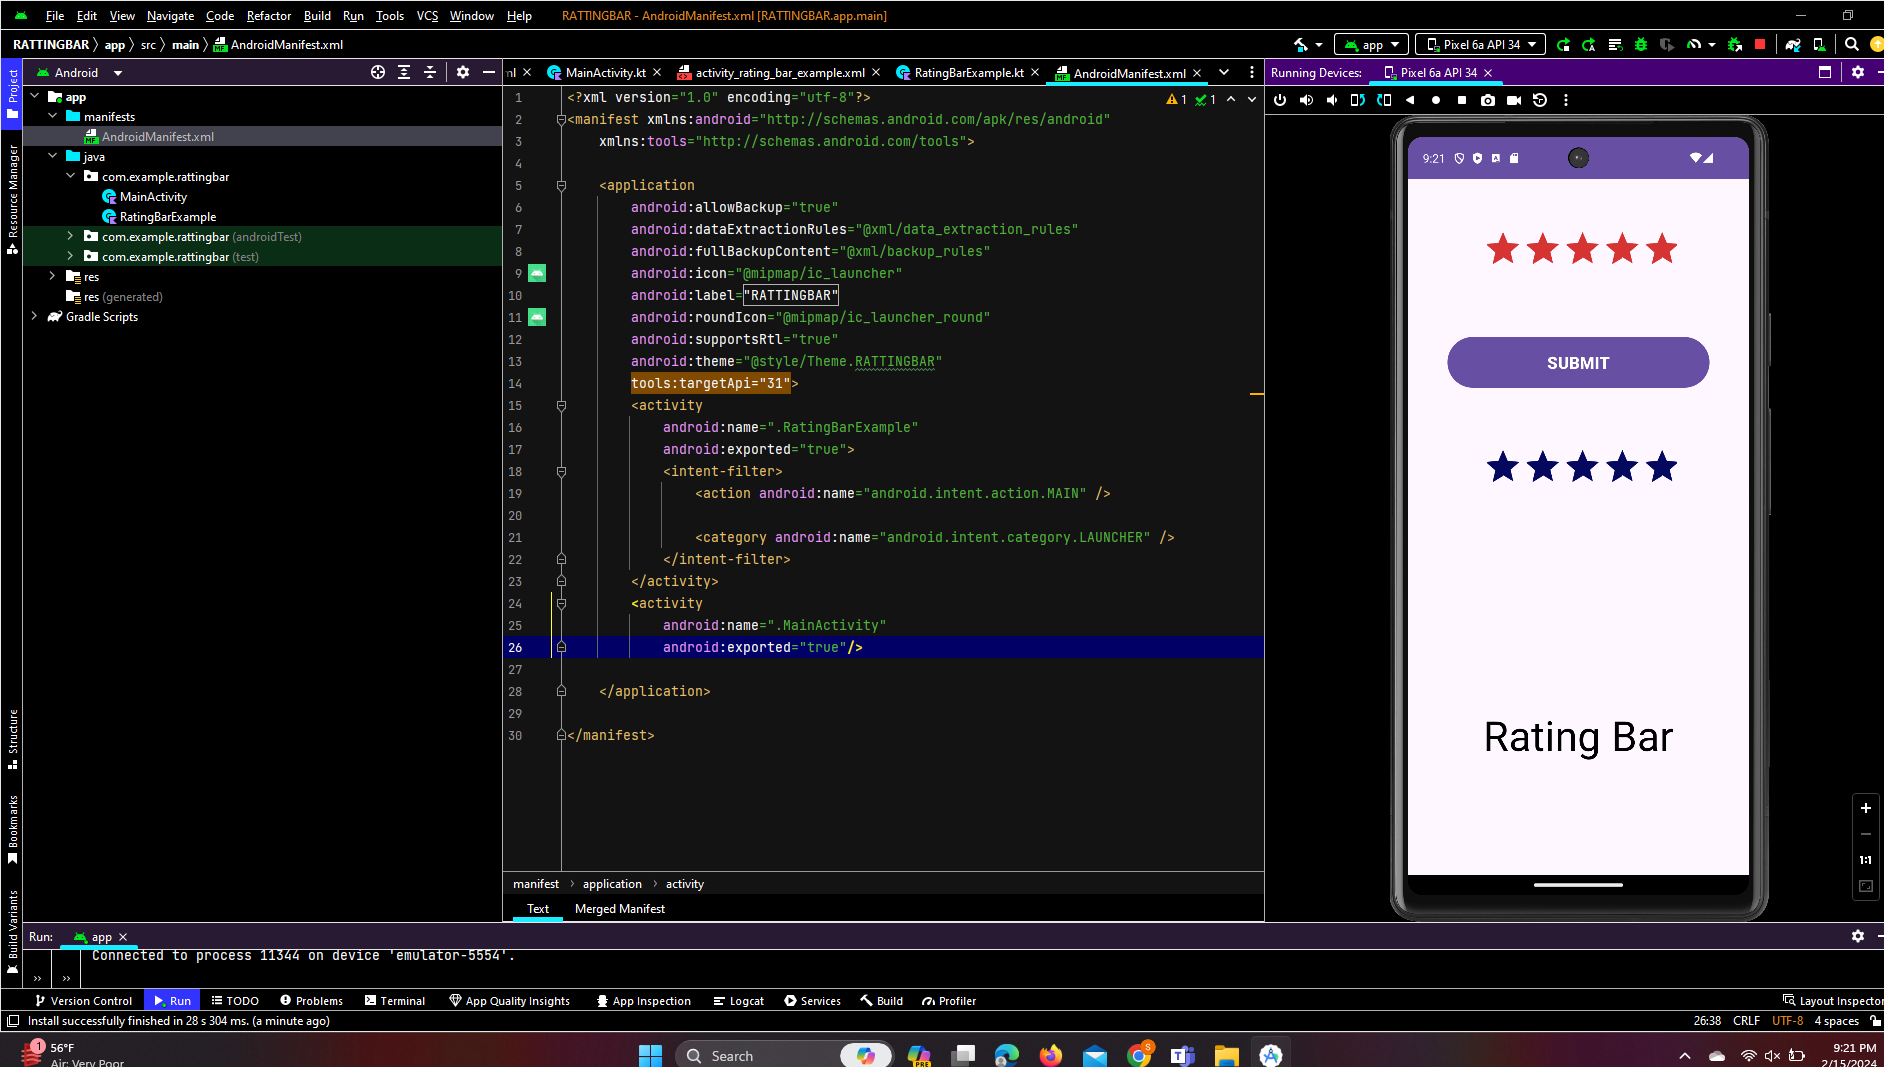 File Edit View Navigate Code Refactor Build Run Tools VCS Window Help RATTINGBAR - AndroidManifest.xml [RATTINGBAR.app.main]
RATTINGBAR app src main AndroidManifest.xml app Pixel 6a API 34
Android ml MainActivity.kt activity_rating_bar_example.xml RatingBarExample.kt AndroidManifest.xml Running Devices: Pixel 6a API 34
Project
Resource Manager
Structure
Bookmarks
Build Variants
app
manifests
AndroidManifest.xml
java
com.example.rattingbar
MainActivity
RatingBarExample
com.example.rattingbar (androidTest)
com.example.rattingbar (test)
res
res (generated)
Gradle Scripts
1 <?xml version="1.0" encoding="utf-8"?> 1 1
2 <manifest xmlns:android="http://schemas.android.com/apk/res/android"
3 xmlns:tools="http://schemas.android.com/tools">
4
5 <application
6 android:allowBackup="true"
7 android:dataExtractionRules="@xml/data_extraction_rules"
8 android:fullBackupContent="@xml/backup_rules"
9 android:icon="@mipmap/ic_launcher"
10 android:label="RATTINGBAR"
11 android:roundIcon="@mipmap/ic_launcher_round"
12 android:supportsRtl="true"
13 android:theme="@style/Theme.RATTINGBAR"
14 tools:targetApi="31">
15 <activity
16 android:name=".RatingBarExample"
17 android:exported="true">
18 <intent-filter>
19 <action android:name="android.intent.action.MAIN" />
20
21 <category android:name="android.intent.category.LAUNCHER" />
22 </intent-filter>
23 </activity>
24 <activity
25 android:name=".MainActivity"
26 android:exported="true"/>
27
28 </application>
29
30 </manifest>
manifest application activity
Text Merged Manifest
9:21
SUBMIT
Rating Bar
1:1
Run: app
Connected to process 11344 on device 'emulator-5554'.
Version Control Run TODO Problems Terminal App Quality Insights App Inspection Logcat Services Build Profiler Layout Inspector
Install successfully finished in 28 s 304 ms. (a minute ago) 26:38 CRLF UTF-8 4 spaces
1 56°F
Air: Very Poor
Search
PRE
S
9:21 PM
2/15/2024